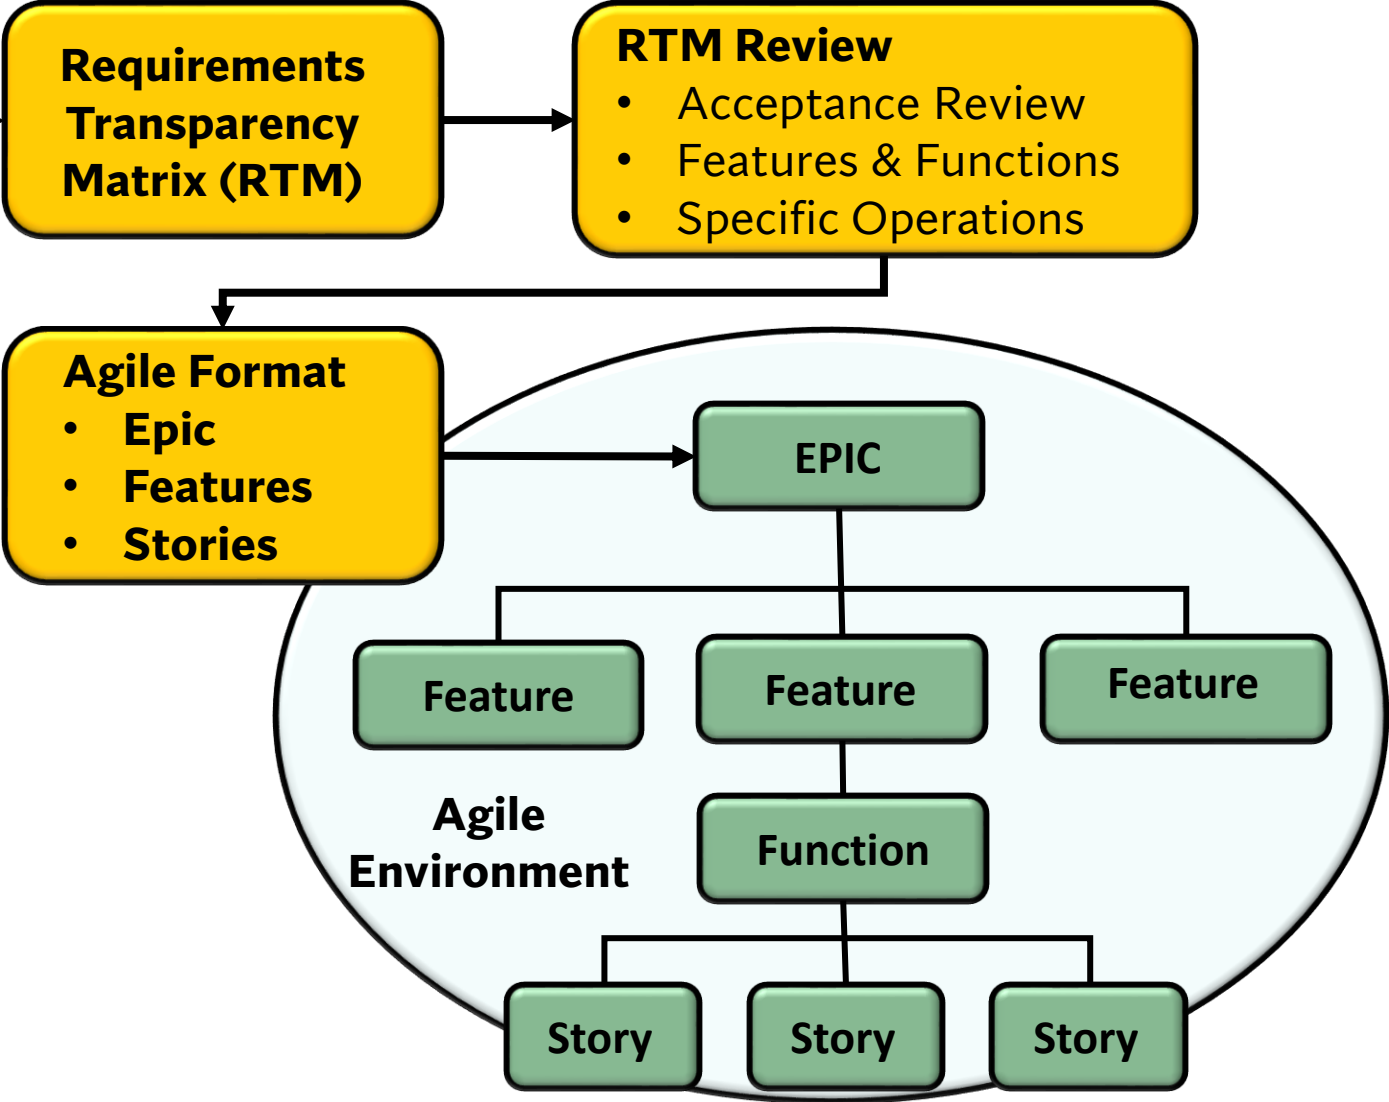 Requirements
Transparency
Matrix (RTM)
RTM Review
• Acceptance Review
• Features & Functions
• Specific Operations
Agile Format
• Epic
• Features
• Stories
EPIC
Feature
Feature
Feature
Agile
Environment
Function
Story
Story
Story